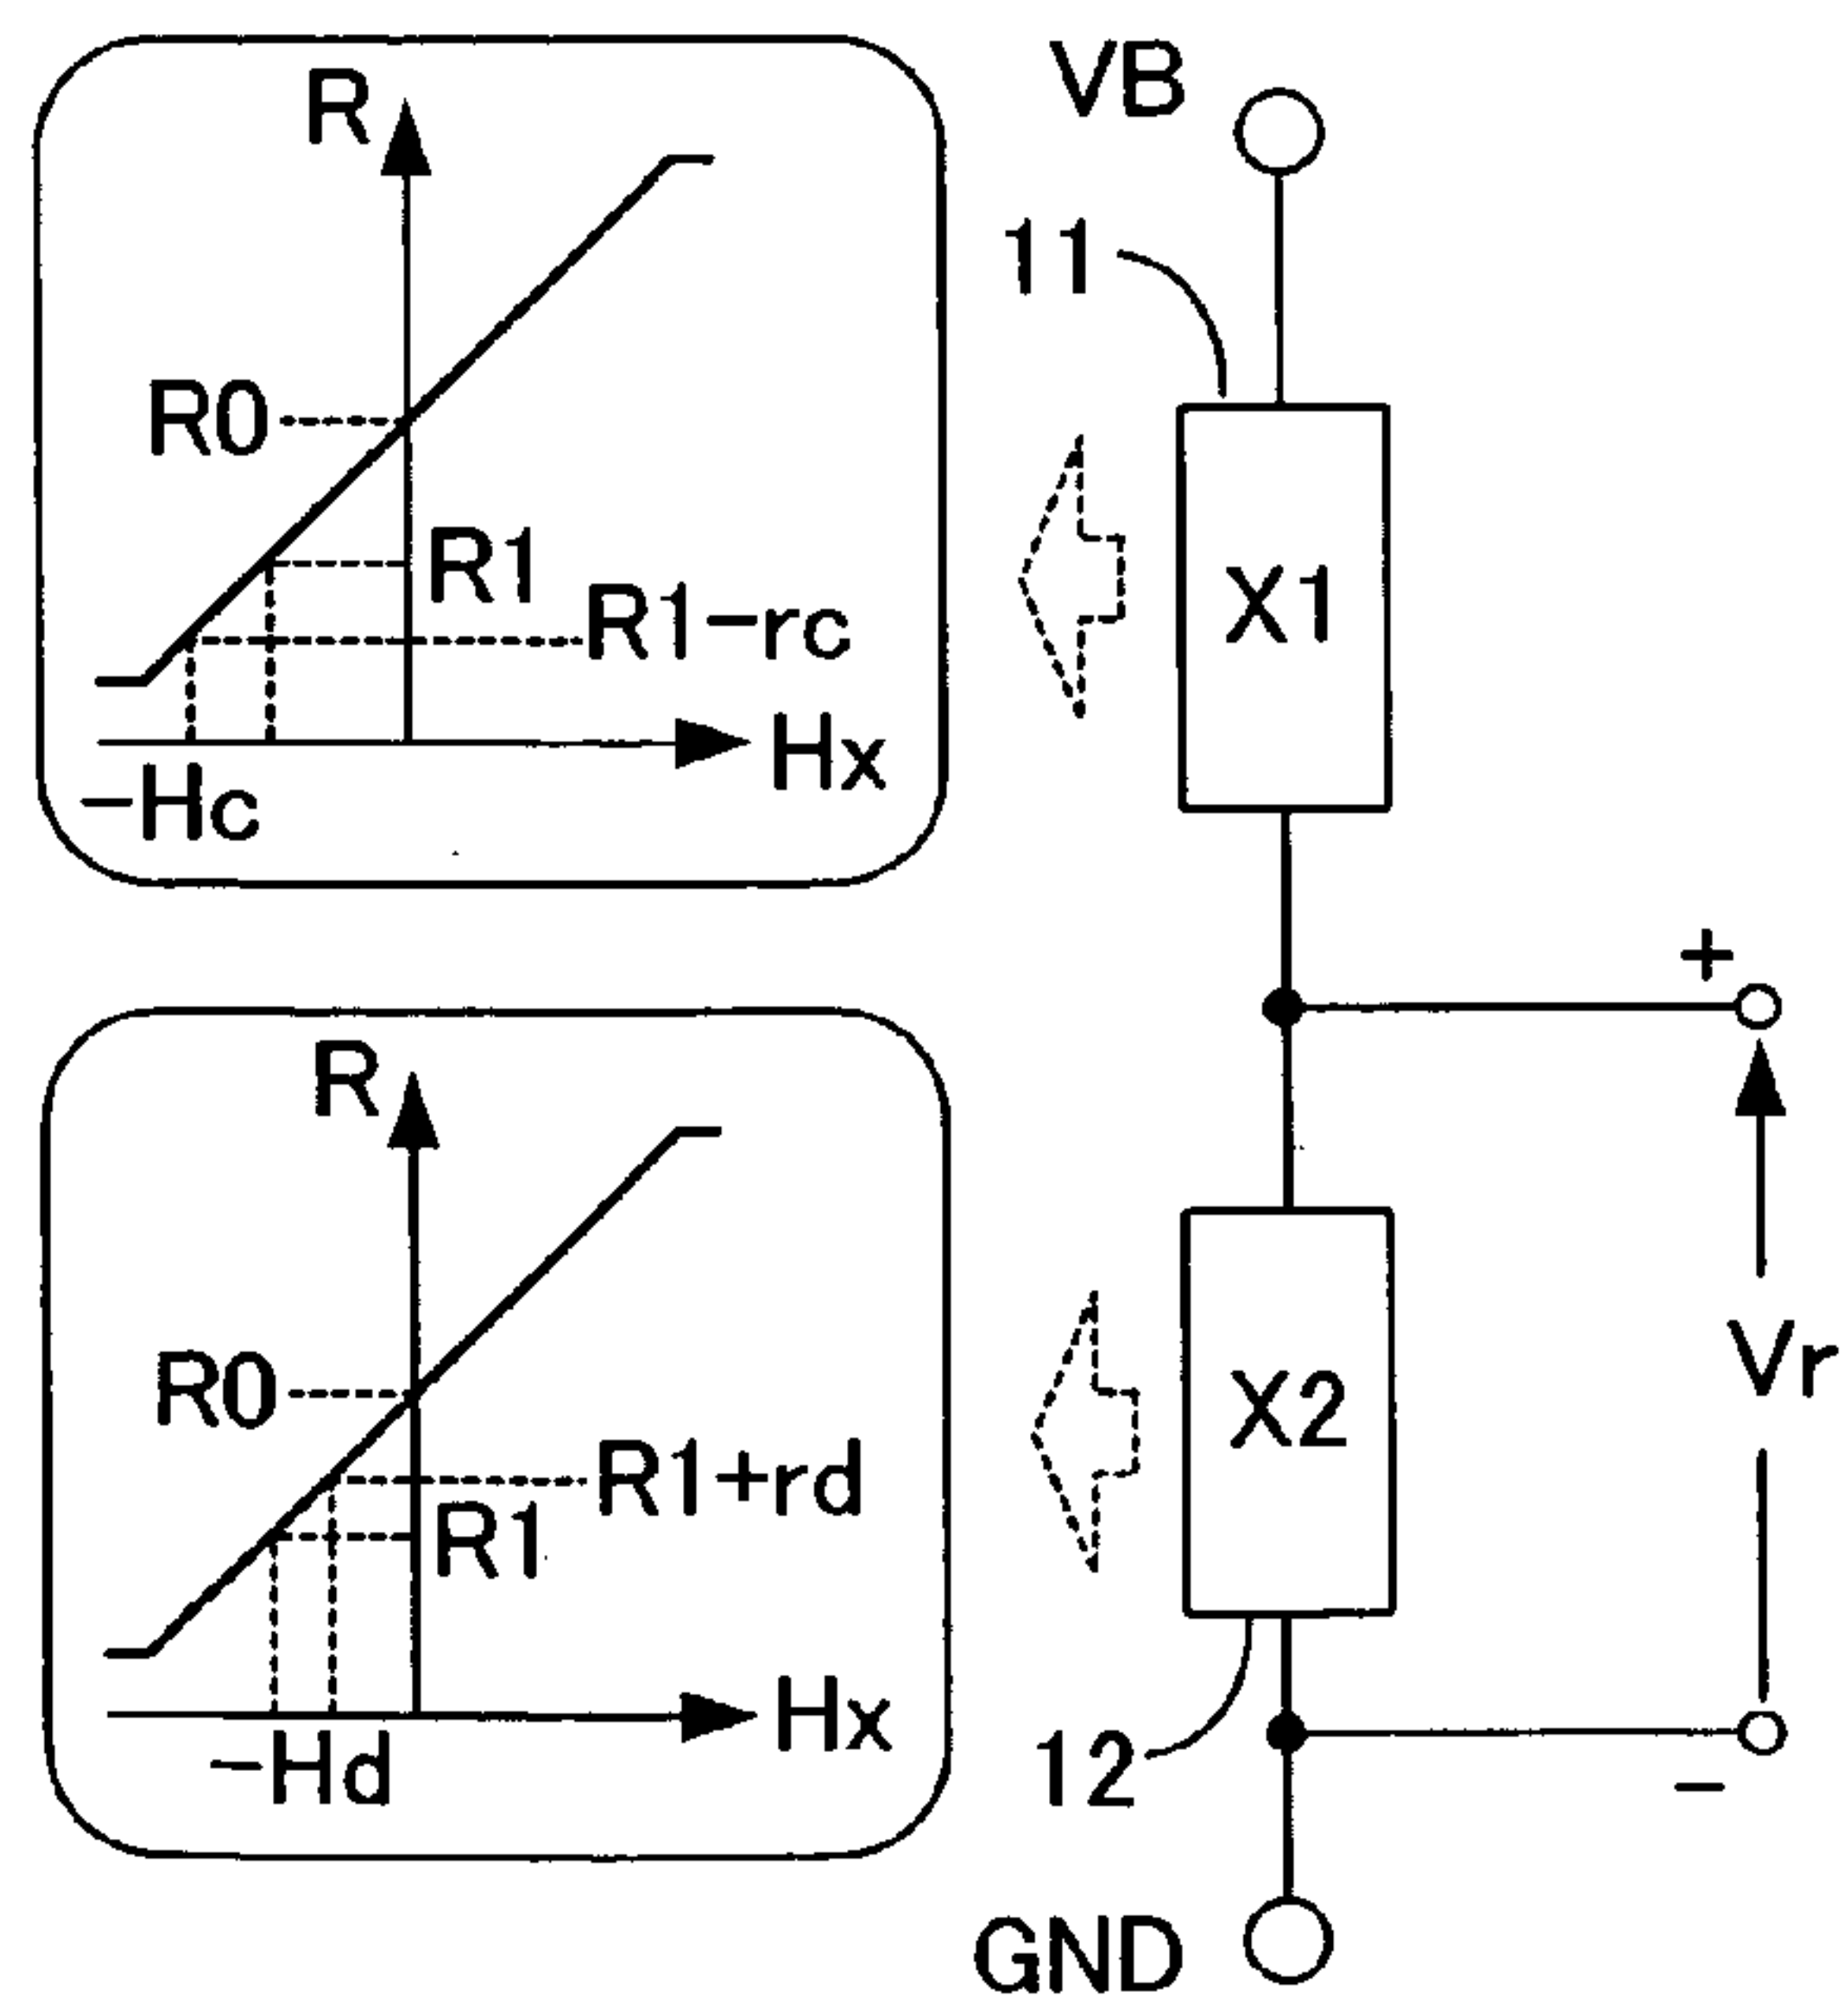 R
R0
R1
R1-rc
Hx
-Hc
VB
11
X1
+
R
R0
R1+rd
R1
Hx
-Hd
X2
Vr
12
-
GND